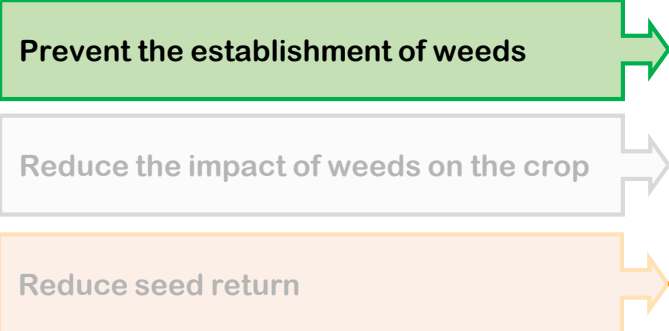 Prevent the establishment of weeds
Reduce the impact of weeds on the crop
Reduce seed return